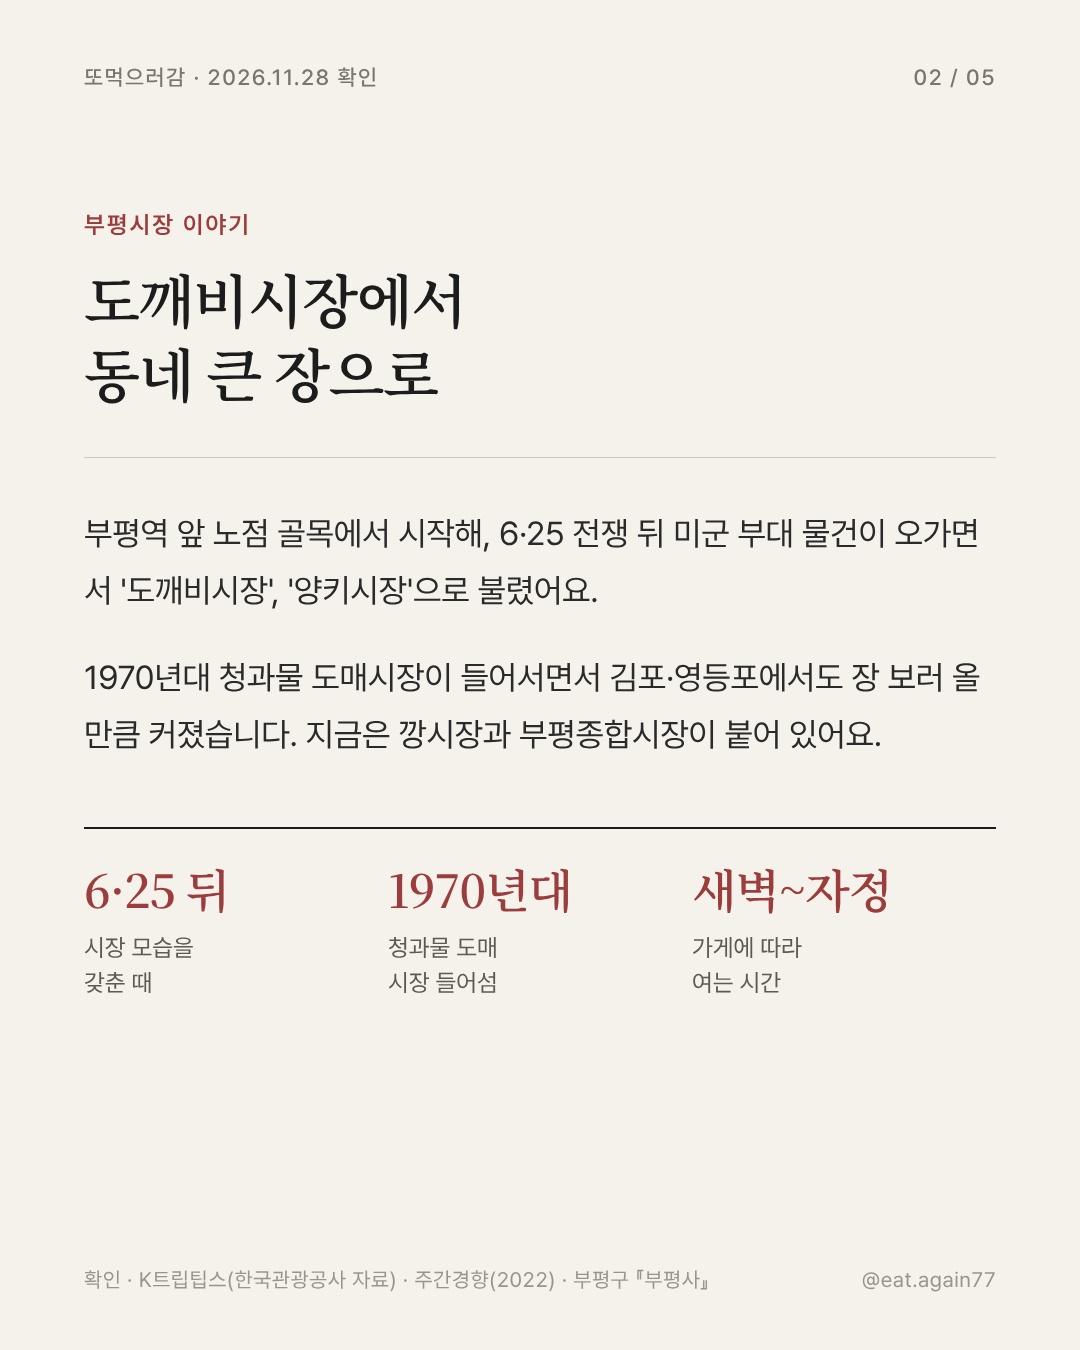 또먹으러감 · 2026.11.28 확인
02 / 05
부평시장 이야기
도깨비시장에서
동네 큰 장으로
부평역 앞 노점 골목에서 시작해, 6·25 전쟁 뒤 미군 부대 물건이 오가면
서 '도깨비시장', '양키시장'으로 불렸어요.
1970년대 청과물 도매시장이 들어서면서 김포·영등포에서도 장 보러 올
만큼 커졌습니다. 지금은 깡시장과 부평종합시장이 붙어 있어요.
6·25 뒤
시장 모습을
갖춘 때
1970년대
청과물 도매
시장 들어섬
새벽~자정
가게에 따라
여는 시간
확인 · K트립팁스(한국관광공사 자료) · 주간경향(2022) · 부평구 『부평사』
@eat.again77